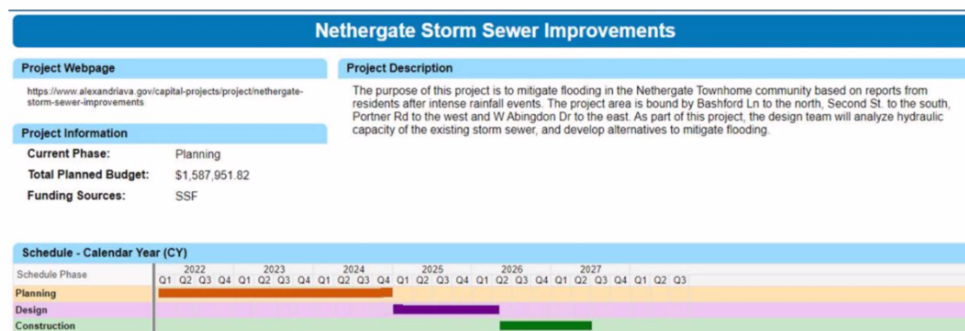 Nethergate Storm Sewer Improvements
Project Webpage
https://www.alexandriava.gov/capital-projects/project/nethergate-
storm-sewer-improvements
Project Information
Current Phase: Planning
Total Planned Budget: $1,587,951.82
Funding Sources: SSF
Project Description
The purpose of this project is to mitigate flooding in the Nethergate Townhome community based on reports from
residents after intense rainfall events. The project area is bound by Bashford Ln to the north, Second St. to the south,
Portner Rd to the west and W Abingdon Dr to the east. As part of this project, the design team will analyze hydraulic
capacity of the existing storm sewer, and develop alternatives to mitigate flooding.
Schedule - Calendar Year (CY)
Schedule Phase
2022 2023 2024 2025 2026 2027
Q1 Q2 Q3 Q4 Q1 Q2 Q3 Q4 Q1 Q2 Q3 Q4 Q1 Q2 Q3 Q4 Q1 Q2 Q3 Q4 Q1 Q2 Q3 Q4 Q1 Q2 Q3
Planning
Design
Construction